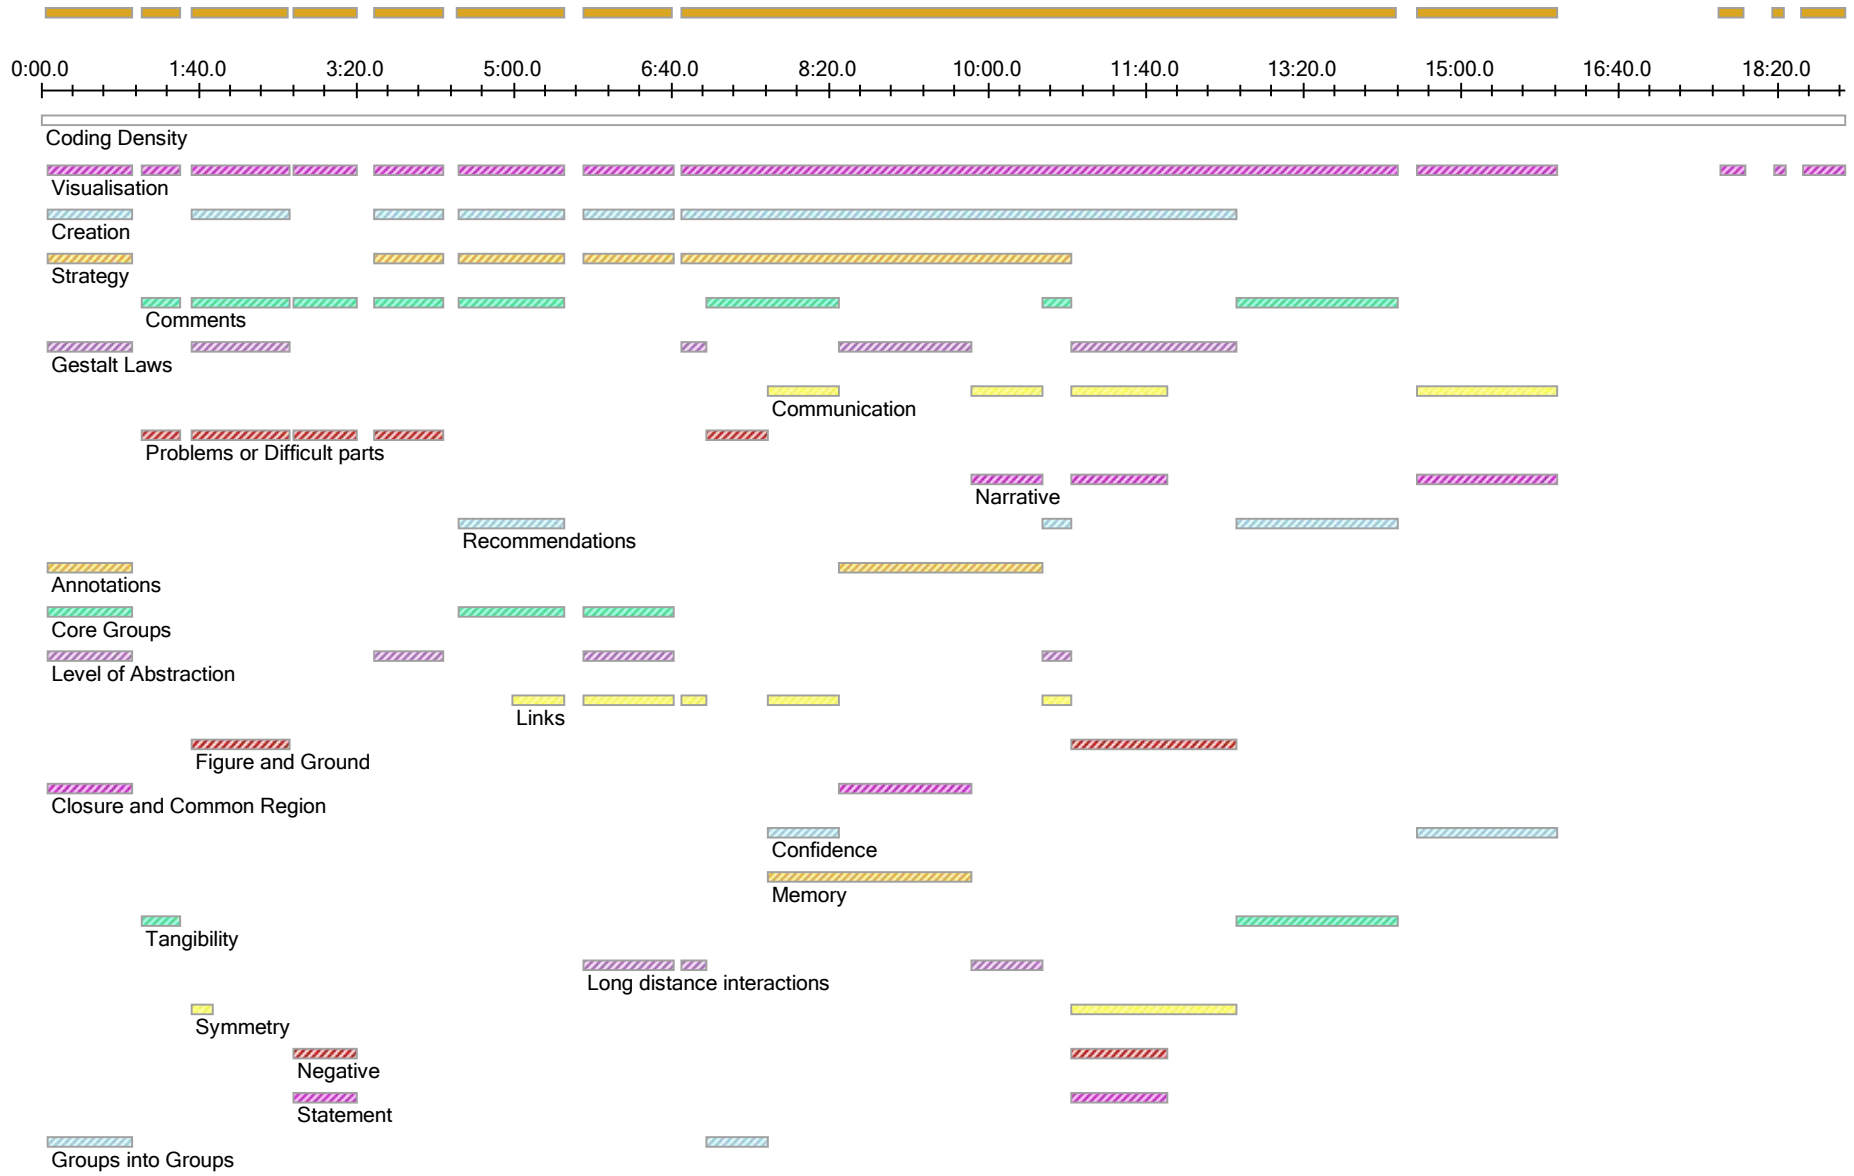 0:00.0 1:40.0 3:20.0 5:00.0 6:40.0 8:20.0 10:00.0 11:40.0 13:20.0 15:00.0 16:40.0 18:20.0
Coding Density
Visualisation
Creation
Strategy
Comments
Gestalt Laws
Communication
Problems or Difficult parts
Narrative
Recommendations
Annotations
Core Groups
Level of Abstraction
Links
Figure and Ground
Closure and Common Region
Confidence
Memory
Tangibility
Long distance interactions
Symmetry
Negative
Statement
Groups into Groups